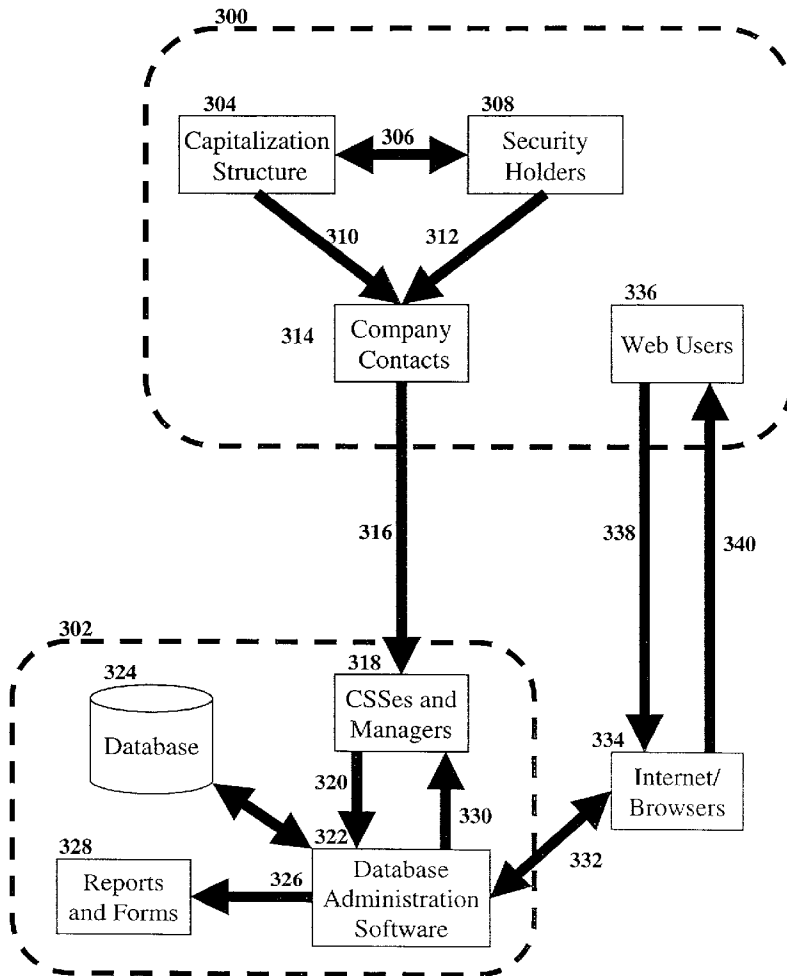 300
304
308
Capitalization
Structure
306
Security
Holders
310
312
314
Company
Contacts
336
Web Users
316
338
340
302
318
324
CSSes and
Managers
Database
334
Internet/
Browsers
320
330
322
328
332
Reports
and Forms
326
Database
Administration
Software